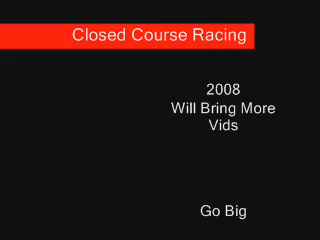 Closed Course Racing
2008
Will Bring More
Vids
Go Big